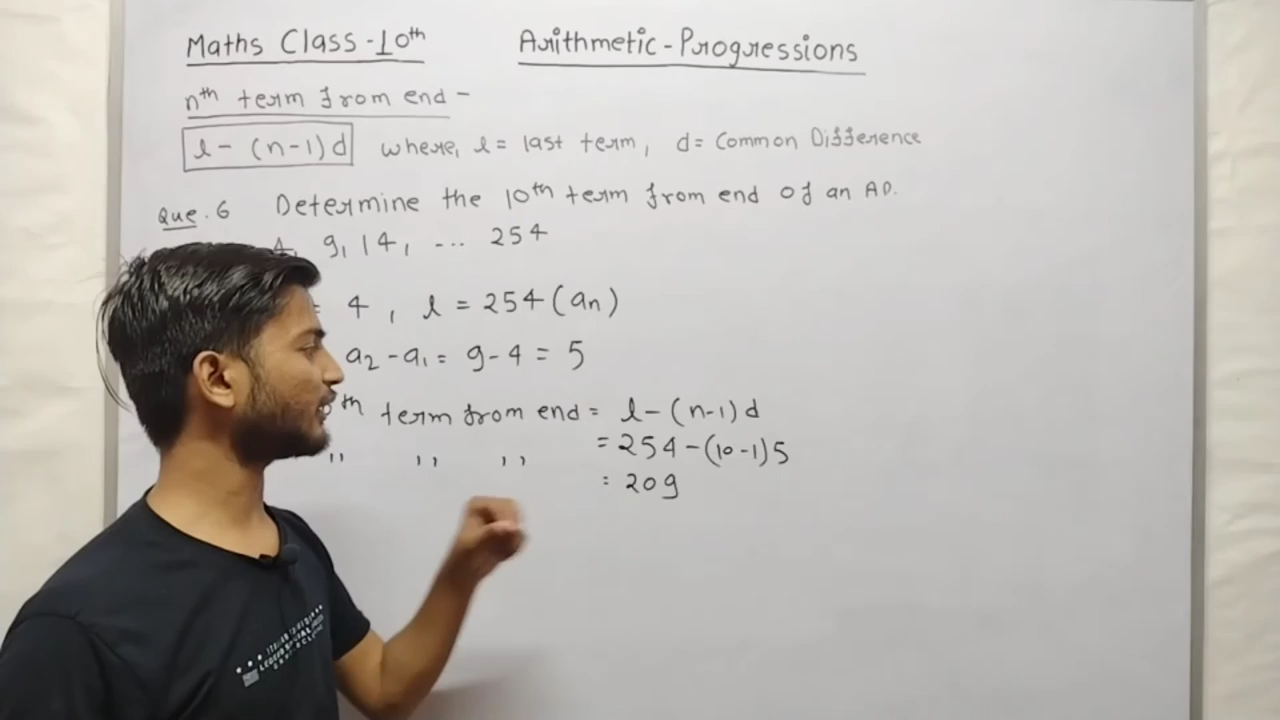 Maths Class-10th Arithmetic-Progressions
nth term from end -
l - (n-1)d where, l = last term, d = Common Difference
Que. 6 Determine the 10th term from end of an AP.
4, 9, 14, ... 254
= 4, l = 254 (an)
a2 - a1 = 9 - 4 = 5
th term from end = l - (n-1)d
,, ,, ,, = 254 - (10-1)5
= 209